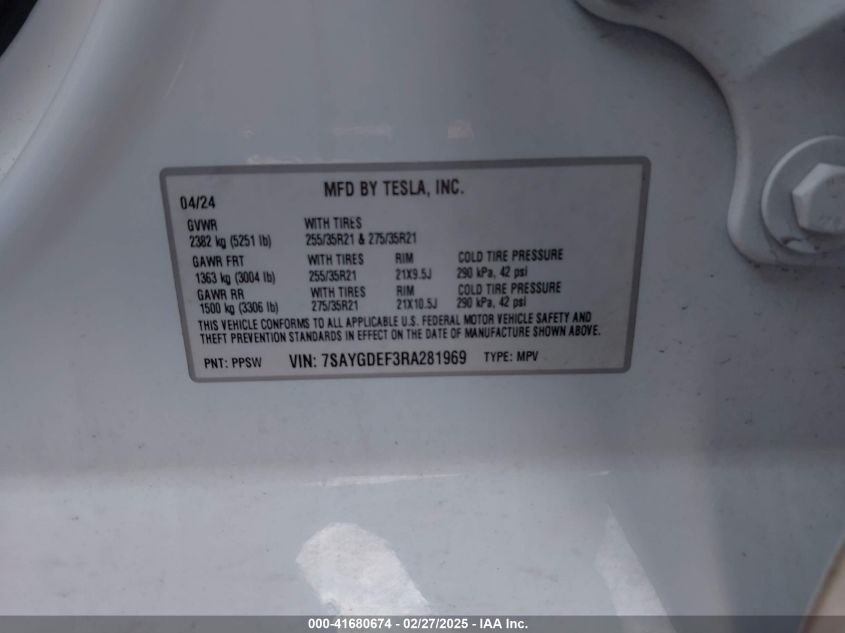 04/24
MFD BY TESLA, INC.
GVWR WITH TIRES
2382 kg (5251 lb) 255/35R21 & 275/35R21
GAWR FRT WITH TIRES RIM COLD TIRE PRESSURE
1363 kg (3004 lb) 255/35R21 21X9.5J 290 kPa, 42 psi
GAWR RR WITH TIRES RIM COLD TIRE PRESSURE
1500 kg (3306 lb) 275/35R21 21X10.5J 290 kPa, 42 psi
THIS VEHICLE CONFORMS TO ALL APPLICABLE U.S. FEDERAL MOTOR VEHICLE SAFETY AND
THEFT PREVENTION STANDARDS IN EFFECT ON THE DATE OF MANUFACTURE SHOWN ABOVE.
PNT: PPSW VIN: 7SAYGDEF3RA281969 TYPE: MPV
000-41680674 - 02/27/2025 - IAA Inc.